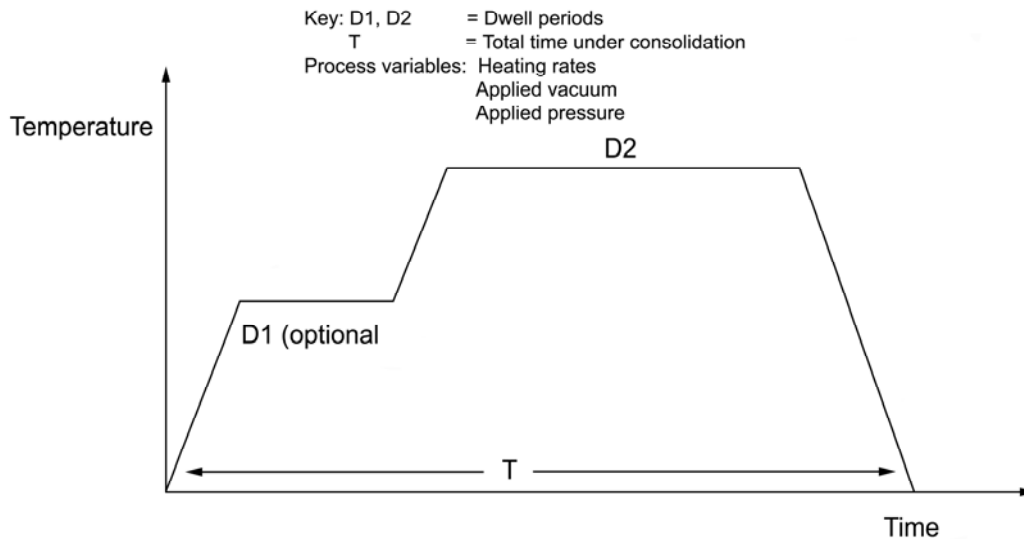 Key: D1, D2 = Dwell periods
T = Total time under consolidation
Process variables: Heating rates
Applied vacuum
Applied pressure
Temperature
D2
D1 (optional
T
Time